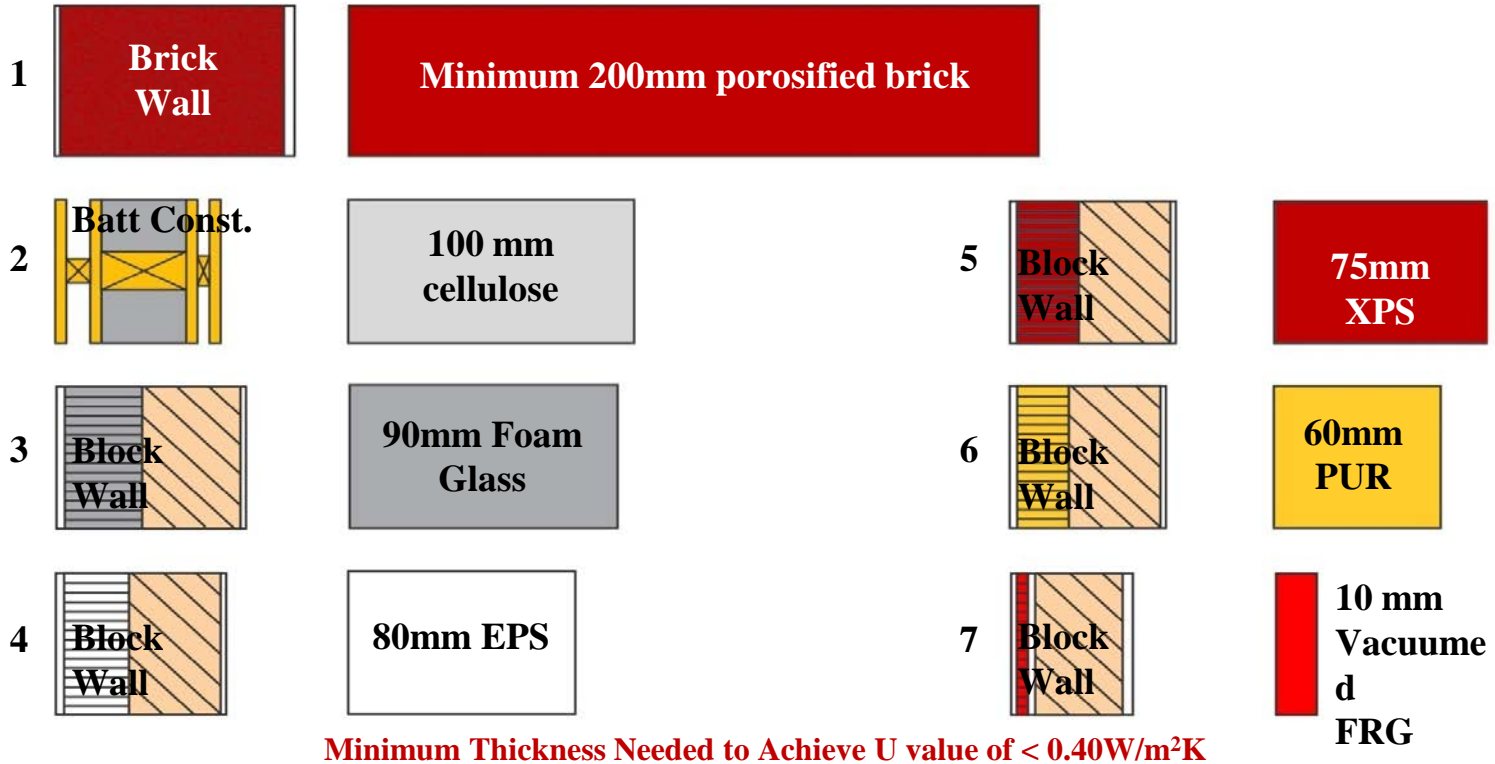 1
Brick
Wall
Minimum 200mm porosified brick
2
Batt Const.
100 mm
cellulose
3
Block
Wall
90mm Foam
Glass
4
Block
Wall
80mm EPS
5
Block
Wall
75mm
XPS
6
Block
Wall
60mm
PUR
7
Block
Wall
10 mm
Vacuume
d
FRG
Minimum Thickness Needed to Achieve U value of < 0.40W/m²K